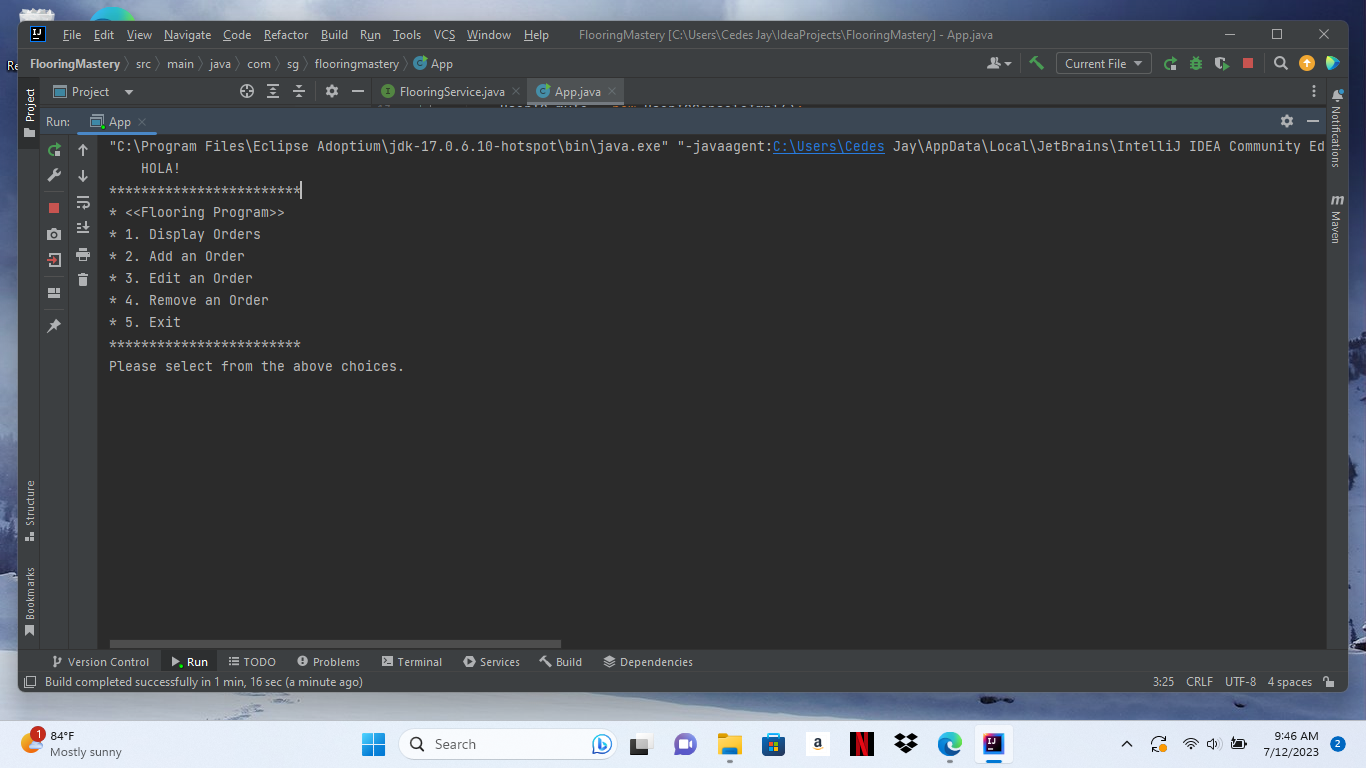 Re
File Edit View Navigate Code Refactor Build Run Tools VCS Window Help FlooringMastery [C:\Users\Cedes Jay\IdeaProjects\FlooringMastery] - App.java
FlooringMastery src main java com sg flooringmastery App Current File
Project Project FlooringService.java App.java
Run: App
"C:\Program Files\Eclipse Adoptium\jdk-17.0.6.10-hotspot\bin\java.exe" "-javaagent:C:\Users\Cedes Jay\AppData\Local\JetBrains\IntelliJ IDEA Community Ed
HOLA!
************************
* <<Flooring Program>>
* 1. Display Orders
* 2. Add an Order
* 3. Edit an Order
* 4. Remove an Order
* 5. Exit
************************
Please select from the above choices.
Notifications
m Maven
Structure
Bookmarks
Version Control Run TODO Problems Terminal Services Build Dependencies
Build completed successfully in 1 min, 16 sec (a minute ago) 3:25 CRLF UTF-8 4 spaces
1 84°F
Mostly sunny
Search
9:46 AM
7/12/2023
2